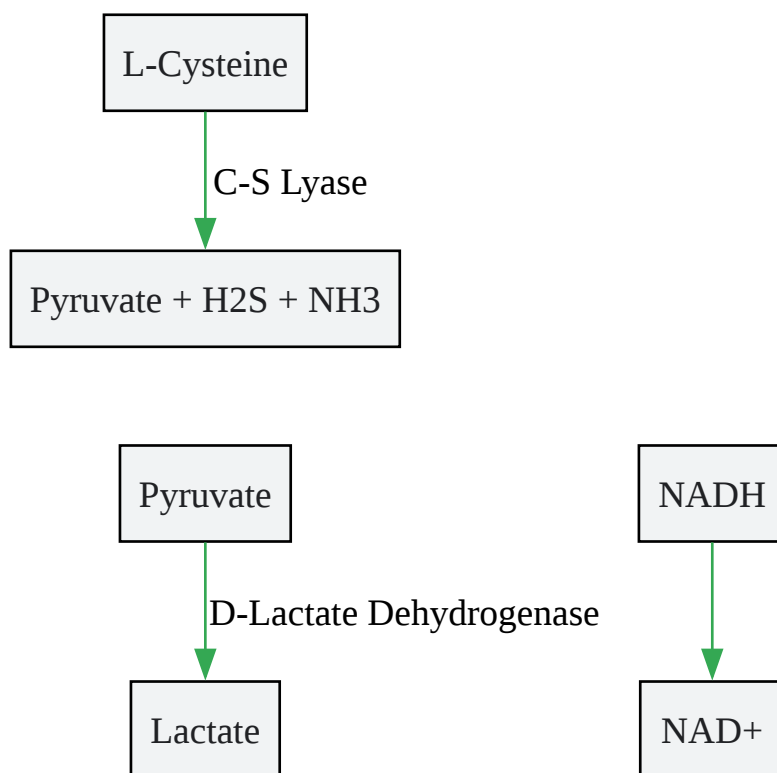 L-Cysteine
C-S Lyase
Pyruvate + H2S + NH3
Pyruvate
NADH
D-Lactate Dehydrogenase
Lactate
NAD+